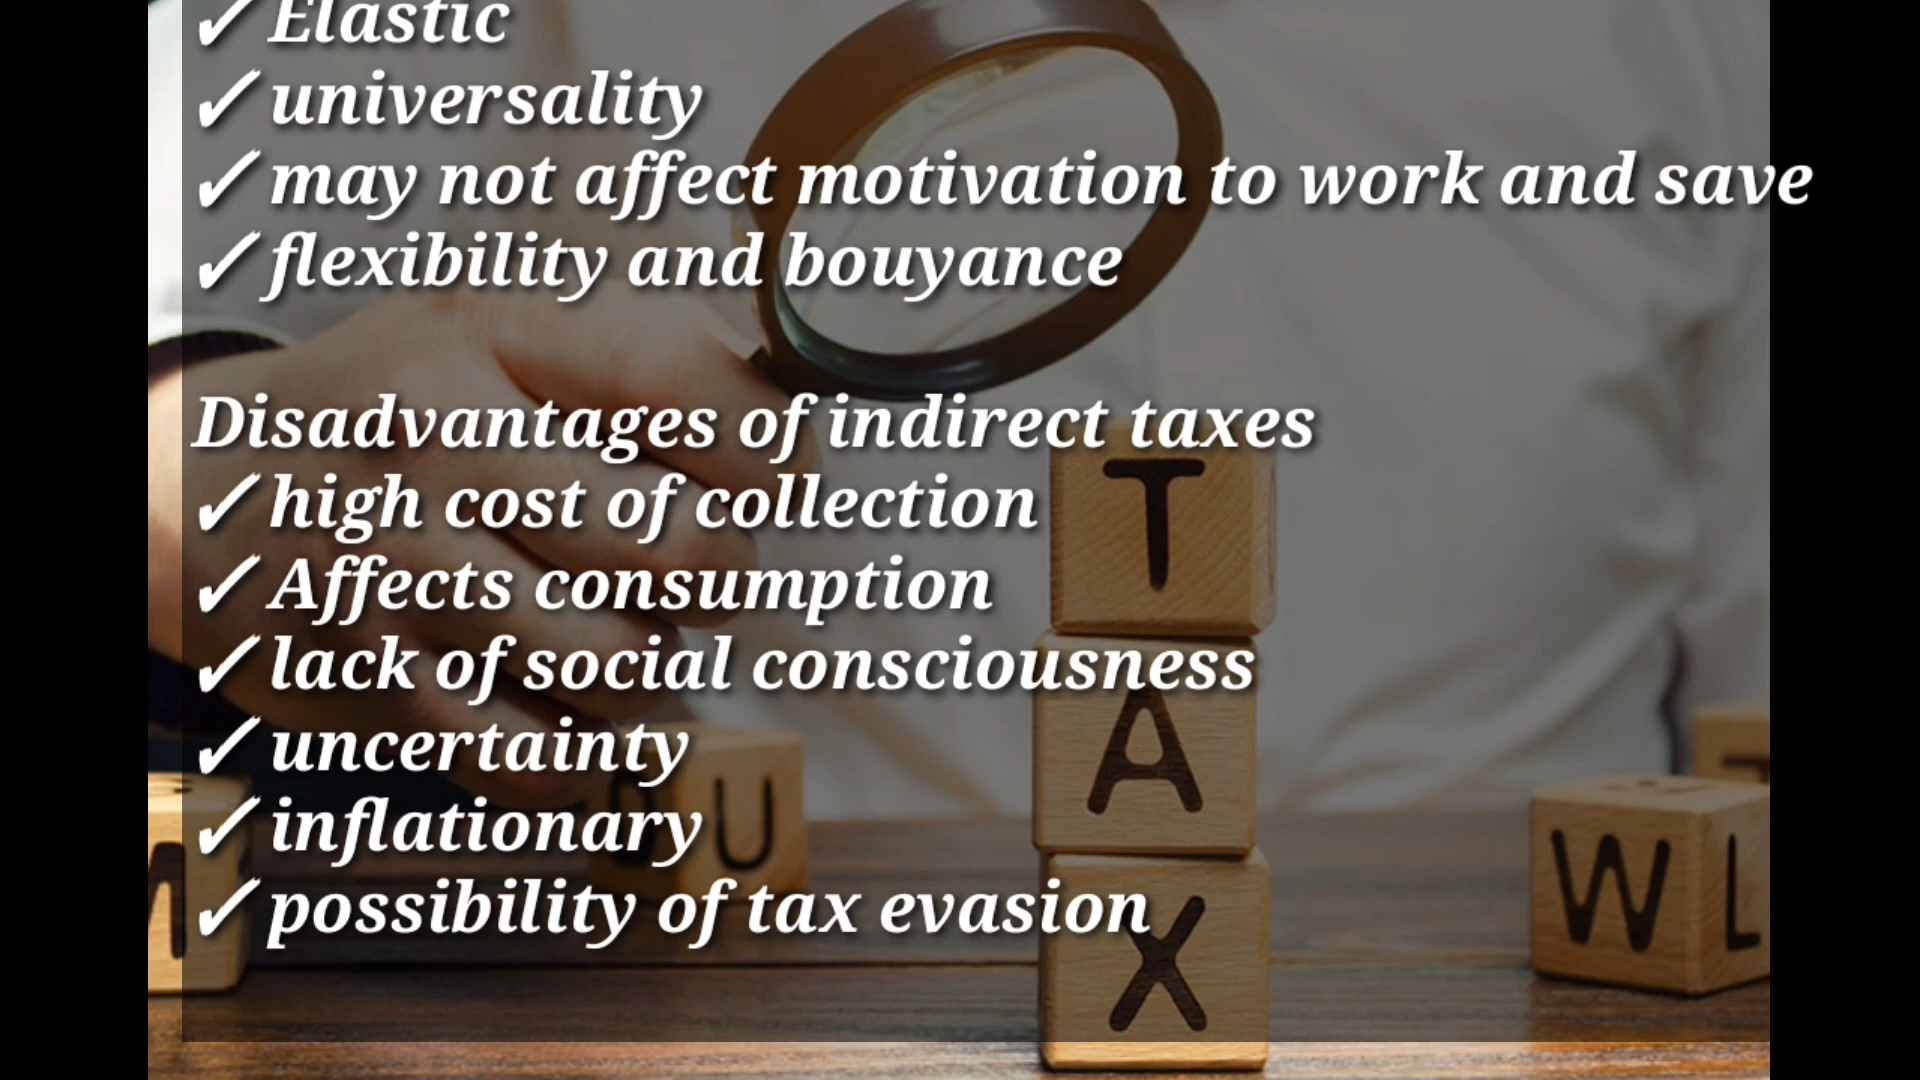 ✓ Elastic
✓ universality
✓ may not affect motivation to work and save
✓ flexibility and bouyance
Disadvantages of indirect taxes
✓ high cost of collection
✓ Affects consumption
✓ lack of social consciousness
✓ uncertainty
✓ inflationary
✓ possibility of tax evasion
T
A
X
U
W L